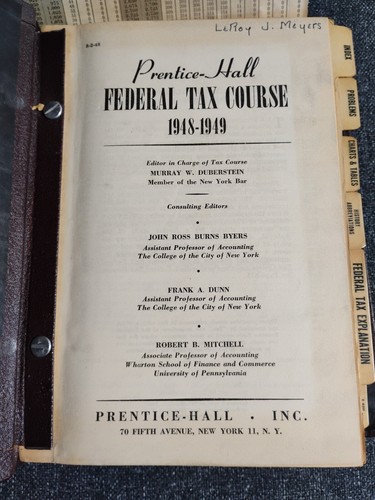 LeRoy J. Meyers
Prentice-Hall
FEDERAL TAX COURSE
1948-1949
Editor in Charge of Tax Course
MURRAY W. DUBERSTEIN
Member of the New York Bar
Consulting Editors
•
JOHN ROSS BURNS BYERS
Assistant Professor of Accounting
The College of the City of New York
•
FRANK A. DUNN
Assistant Professor of Accounting
The College of the City of New York
•
ROBERT B. MITCHELL
Associate Professor of Accounting
Wharton School of Finance and Commerce
University of Pennsylvania
PRENTICE-HALL • INC.
70 FIFTH AVENUE, NEW YORK 11, N. Y.
INDEX
PROBLEMS
CHARTS & TABLES
HISTORY
ABBREVIATIONS
FEDERAL TAX EXPLANATION